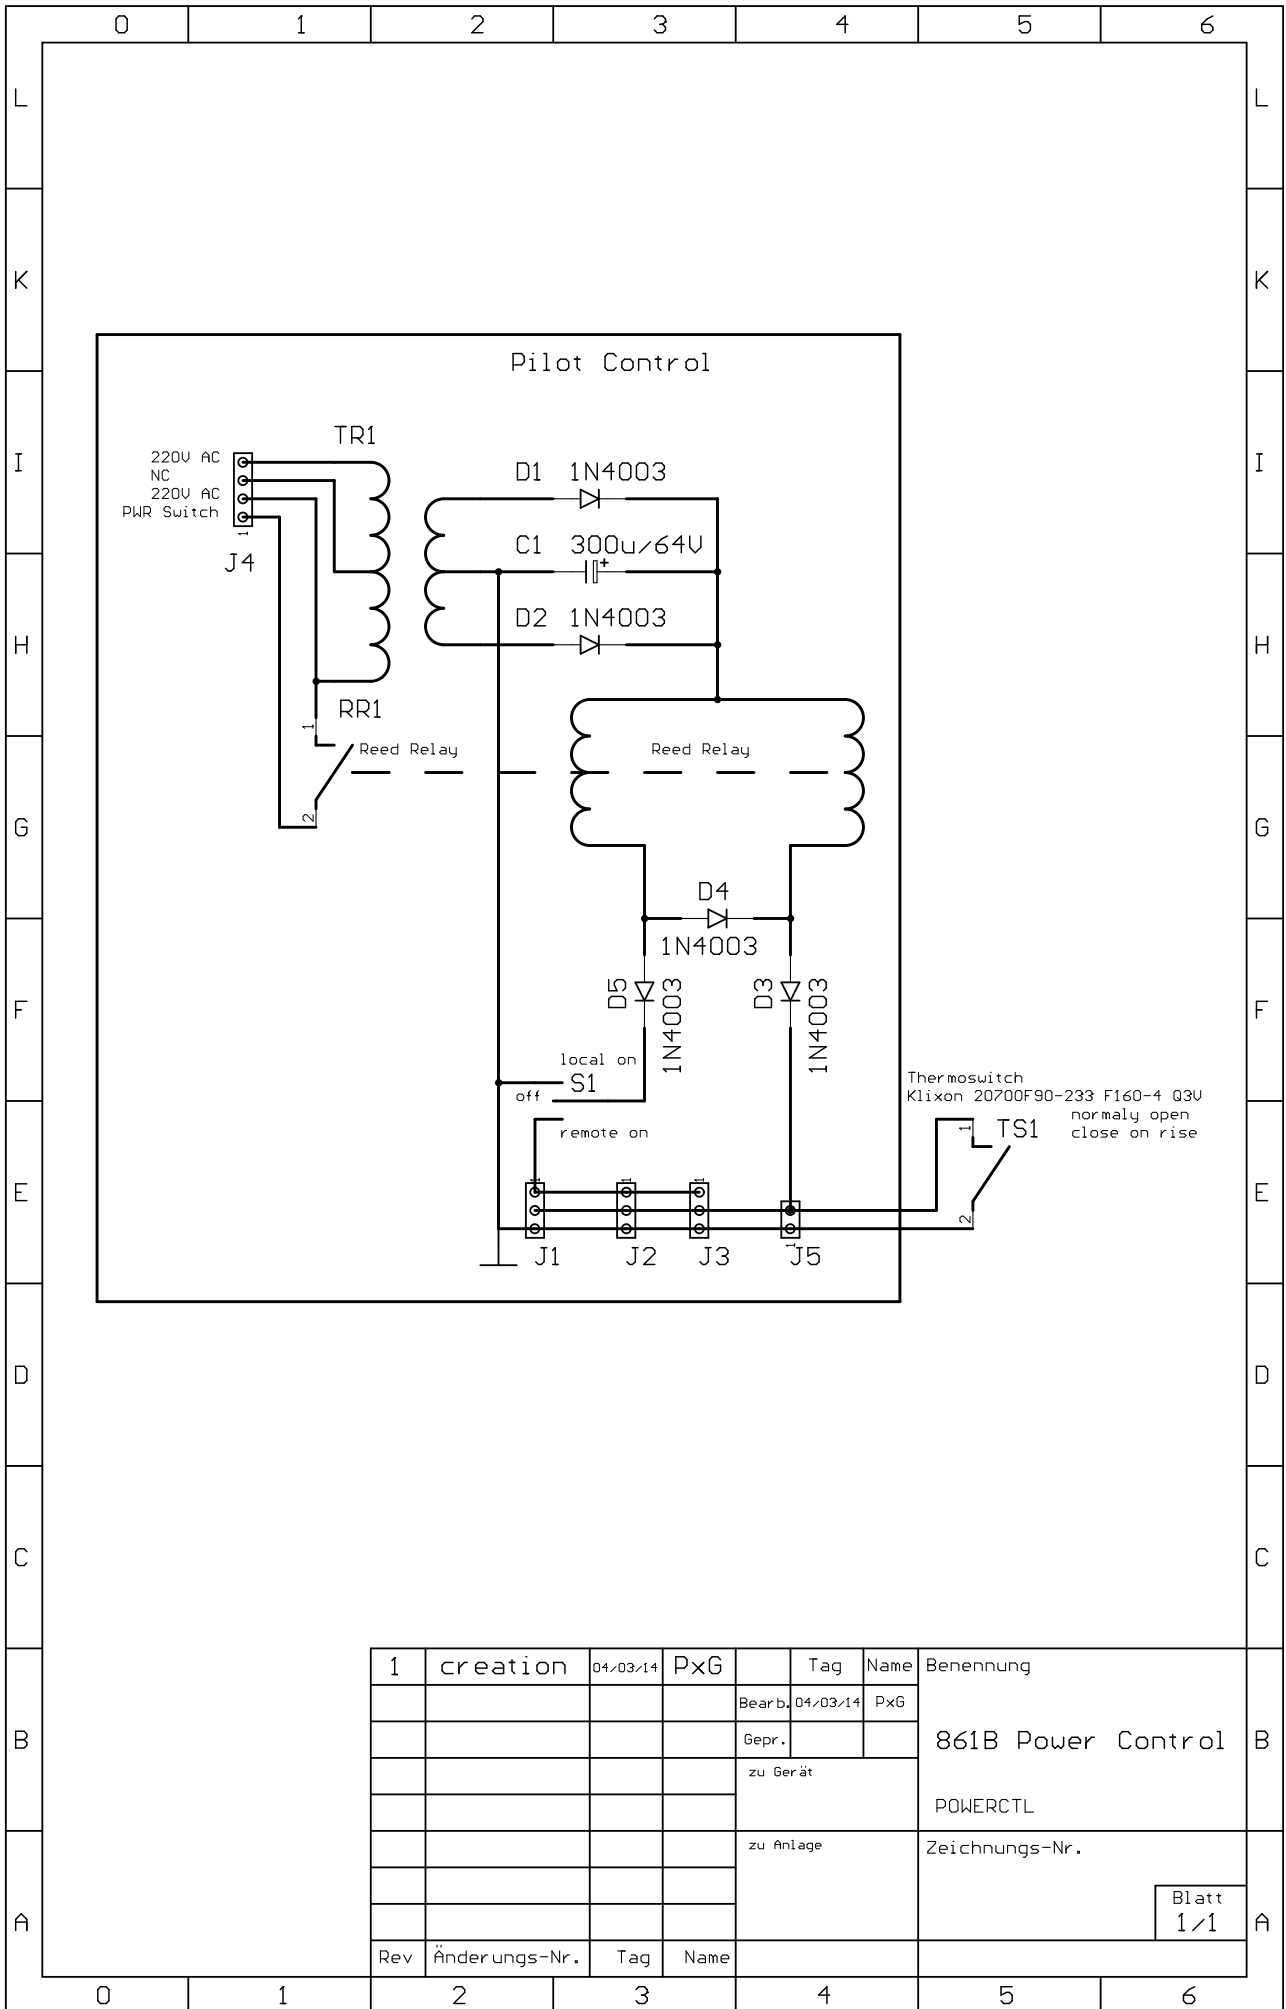 0 1 2 3 4 5 6
L L
K K
Pilot Control
I I
TR1
220V AC
NC
220V AC
PWR Switch
1
J4
D1 1N4003
C1 300u/64V
+
D2 1N4003
H H
RR1
1
Reed Relay
Reed Relay
2
G G
D4
1N4003
D5
1N4003
D3
1N4003
F F
local on
S1
off
remote on
Thermoswitch
Klixon 20700F90-233 F160-4 Q3V
normaly open
close on rise
1
TS1
2
E E
1 1 1
1
J1 J2 J3 J5
D D
C C
1 creation 04/03/14 PxG Tag Name Benennung
Bearb. 04/03/14 PxG
B Gepr. 861B Power Control B
zu Gerät
POWERCTL
zu Anlage Zeichnungs-Nr.
Blatt
A 1/1 A
Rev Änderungs-Nr. Tag Name
0 1 2 3 4 5 6